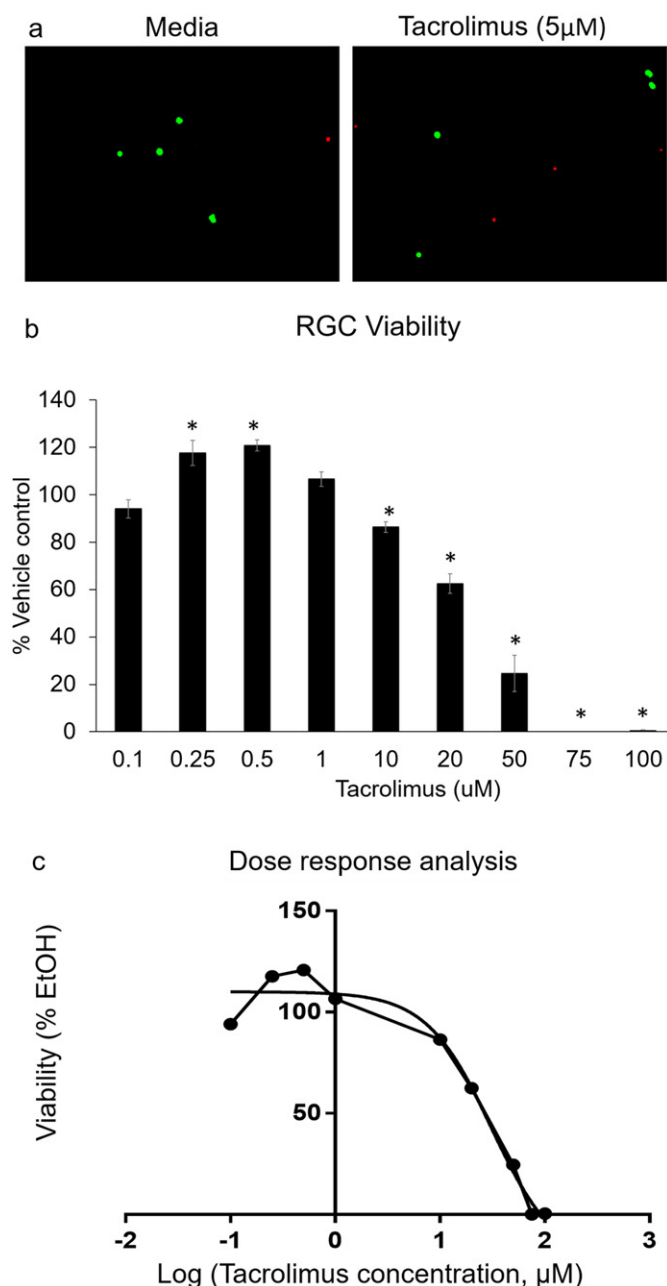 a
Media
Tacrolimus (5µM)
b
RGC Viability
% Vehicle control
140
120
100
80
60
40
20
0
*
*
*
*
*
*
*
0.1 0.25 0.5 1 10 20 50 75 100
Tacrolimus (uM)
c
Dose response analysis
Viability (% EtOH)
150
100
50
-2 -1 0 1 2 3
Log (Tacrolimus concentration, µM)